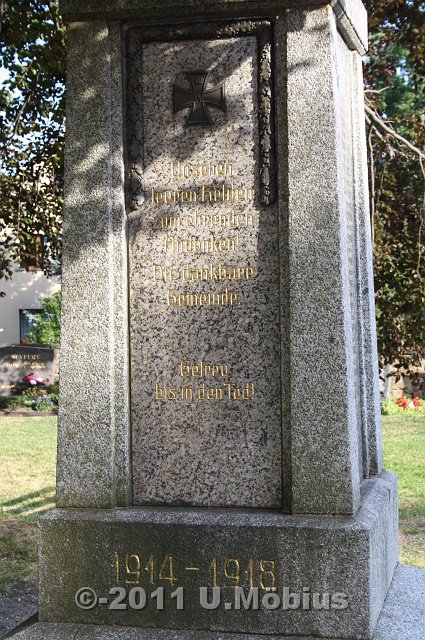 Unseren
teuren Helden
zum ehrenden
Andenken!
Die dankbare
Gemeinde.
Getreu
bis in den Tod!
1914 - 1918
©-2011 U.Möbius